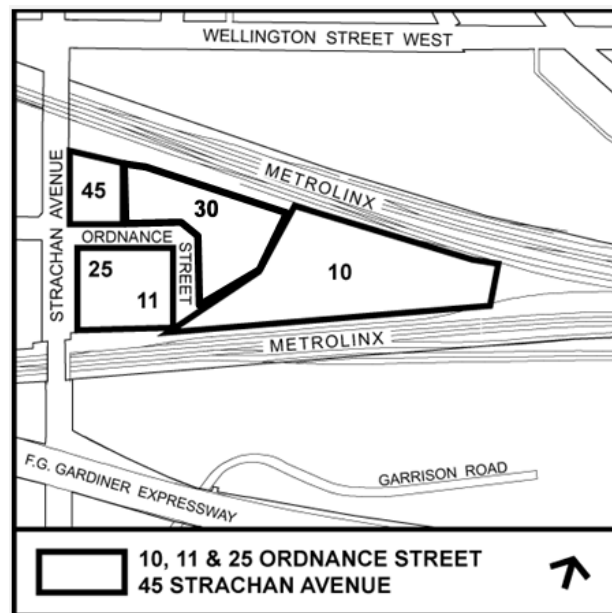 WELLINGTON STREET WEST
METROLINX
STRACHAN AVENUE
45
30
ORDNANCE
STREET
25
11
10
METROLINX
F.G. GARDINER EXPRESSWAY
GARRISON ROAD
10, 11 & 25 ORDNANCE STREET
45 STRACHAN AVENUE